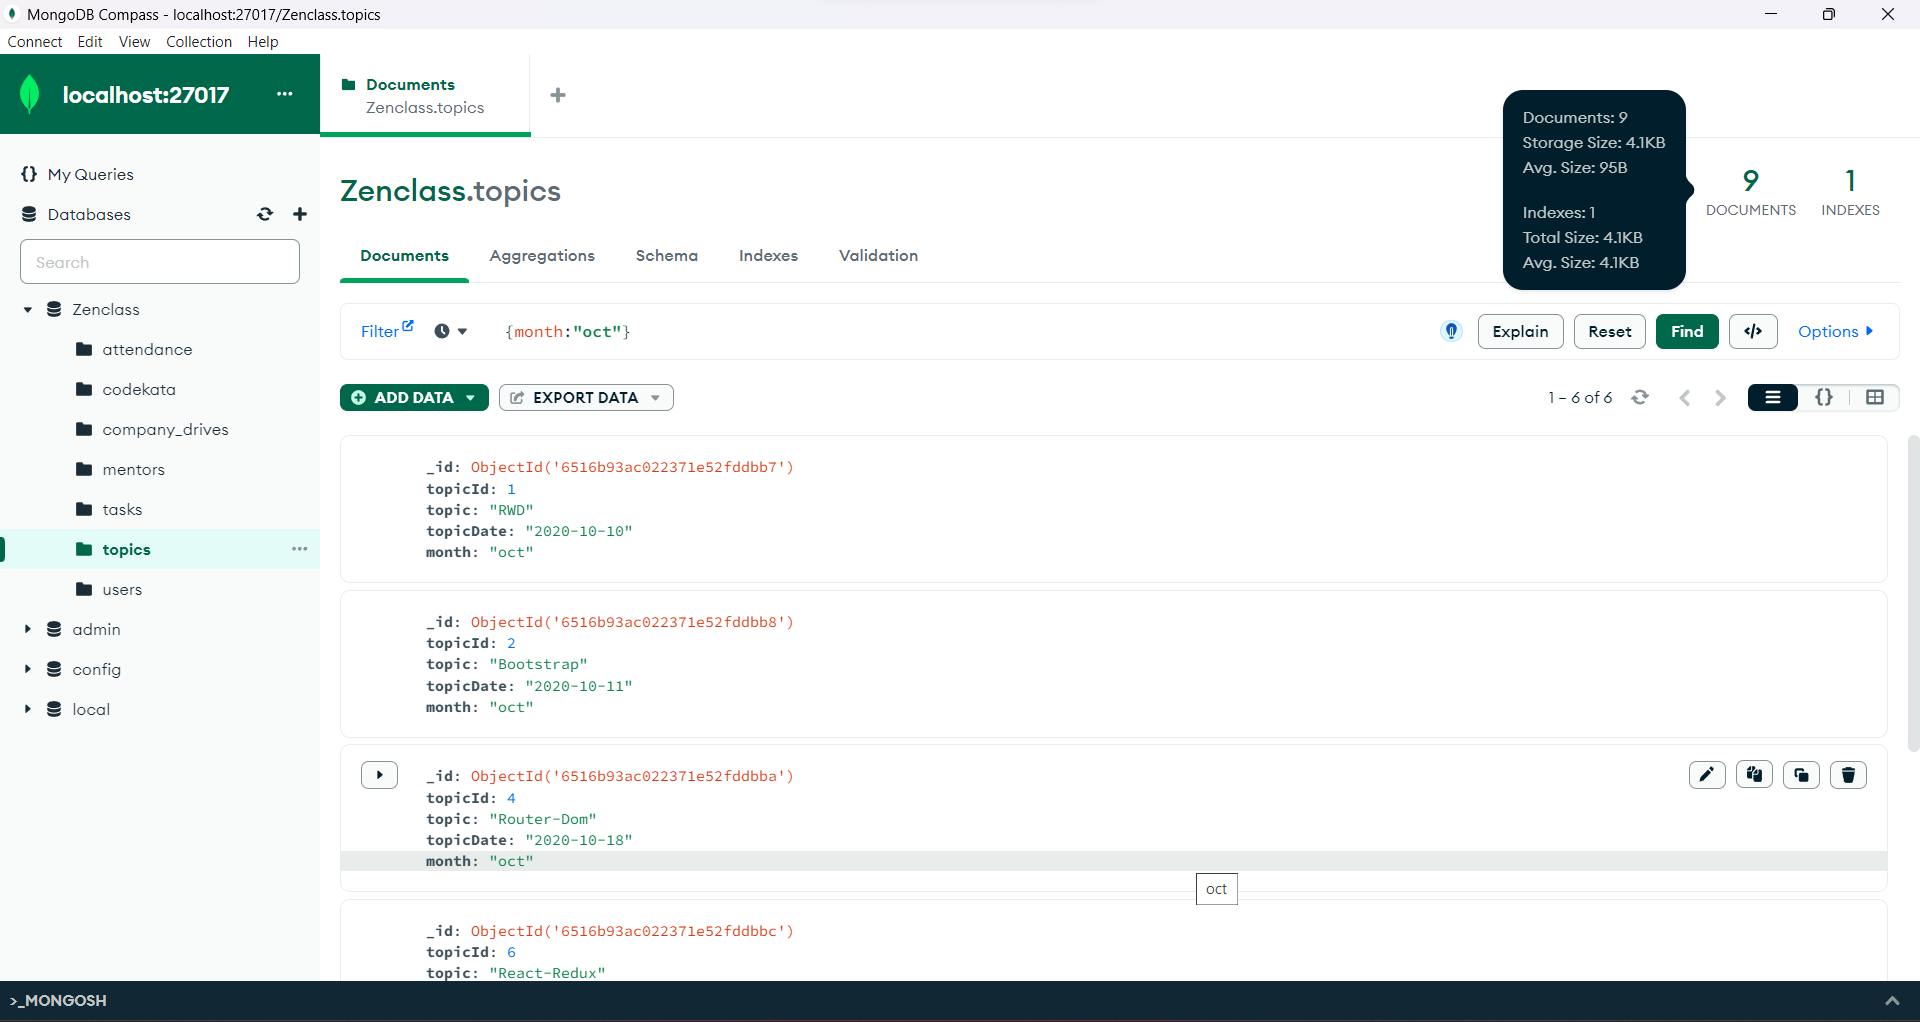 MongoDB Compass - localhost:27017/Zenclass.topics
Connect Edit View Collection Help
localhost:27017 ...
Documents
Zenclass.topics
+
{} My Queries
Databases
Search
Zenclass
attendance
codekata
company_drives
mentors
tasks
topics ...
users
admin
config
local
Zenclass.topics
Documents: 9
Storage Size: 4.1KB
Avg. Size: 95B
Indexes: 1
Total Size: 4.1KB
Avg. Size: 4.1KB
9
DOCUMENTS
1
INDEXES
Documents Aggregations Schema Indexes Validation
Filter {month:"oct"} Explain Reset Find </> Options
ADD DATA EXPORT DATA 1 – 6 of 6 {}
_id: ObjectId('6516b93ac022371e52fddbb7')
topicId: 1
topic: "RWD"
topicDate: "2020-10-10"
month: "oct"
_id: ObjectId('6516b93ac022371e52fddbb8')
topicId: 2
topic: "Bootstrap"
topicDate: "2020-10-11"
month: "oct"
_id: ObjectId('6516b93ac022371e52fddbba')
topicId: 4
topic: "Router-Dom"
topicDate: "2020-10-18"
month: "oct"
oct
_id: ObjectId('6516b93ac022371e52fddbbc')
topicId: 6
topic: "React-Redux"
>_MONGOSH